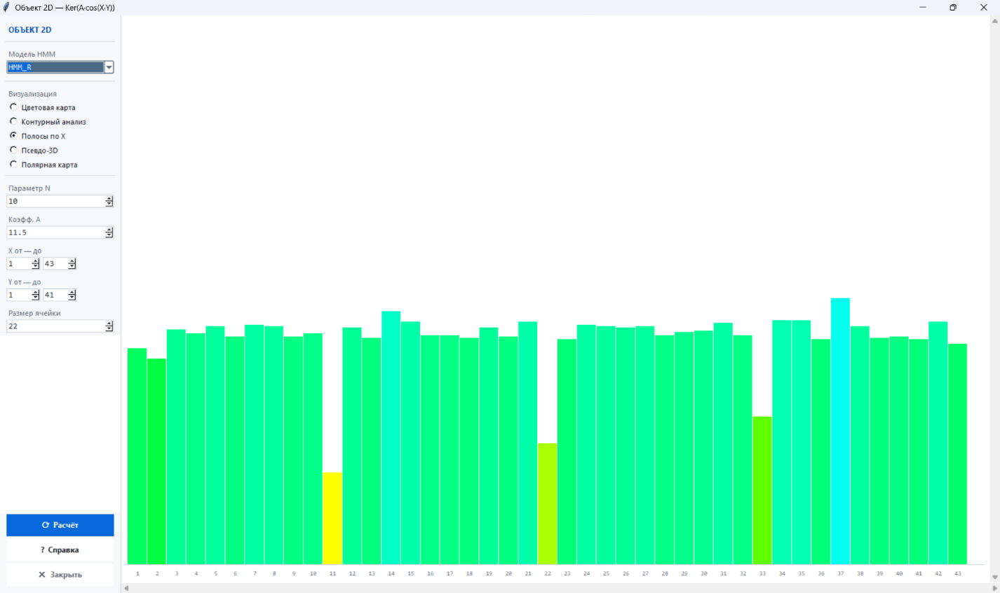 Объект 2D — Ker(A·cos(X·Y))
ОБЪЕКТ 2D
Модель НММ
HMM_R
Визуализация
Цветовая карта
Контурный анализ
Полосы по X
Псевдо-3D
Полярная карта
Параметр N
10
Коэфф. A
11.5
X от — до
1 43
Y от — до
1 41
Размер ячейки
22
⟳ Расчёт
? Справка
✕ Закрыть
1 2 3 4 5 6 7 8 9 10 11 12 13 14 15 16 17 18 19 20 21 22 23 24 25 26 27 28 29 30 31 32 33 34 35 36 37 38 39 40 41 42 43